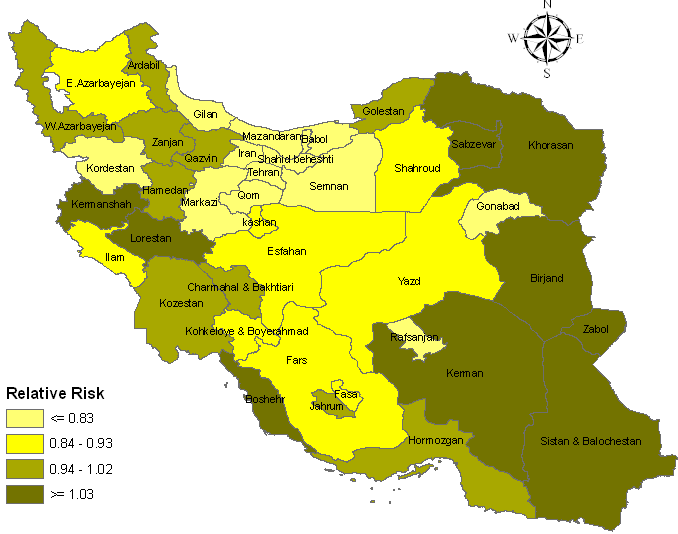 N
W E
S
Ardabil
E.Azarbayejan
Gilan
Golestan
W.Azarbayejan
Mazandaran
Babol
Zanjan
Sabzevar
Khorasan
Qazvin
Iran
Shahid beheshti
Kordestan
Tehran
Shahroud
Hamedan
Semnan
Markazi
Qom
Kermanshah
Gonabad
kashan
Lorestan
Esfahan
Ilam
Birjand
Yazd
Charmahal & Bakhtiari
Kozestan
Zabol
Kohkeloye & Boyerahmad
Rafsanjan
Fars
Kerman
Boshehr
Fasa
Jahrum
Hormozgan
Sistan & Balochestan
Relative Risk
<= 0.83
0.84 - 0.93
0.94 - 1.02
>= 1.03